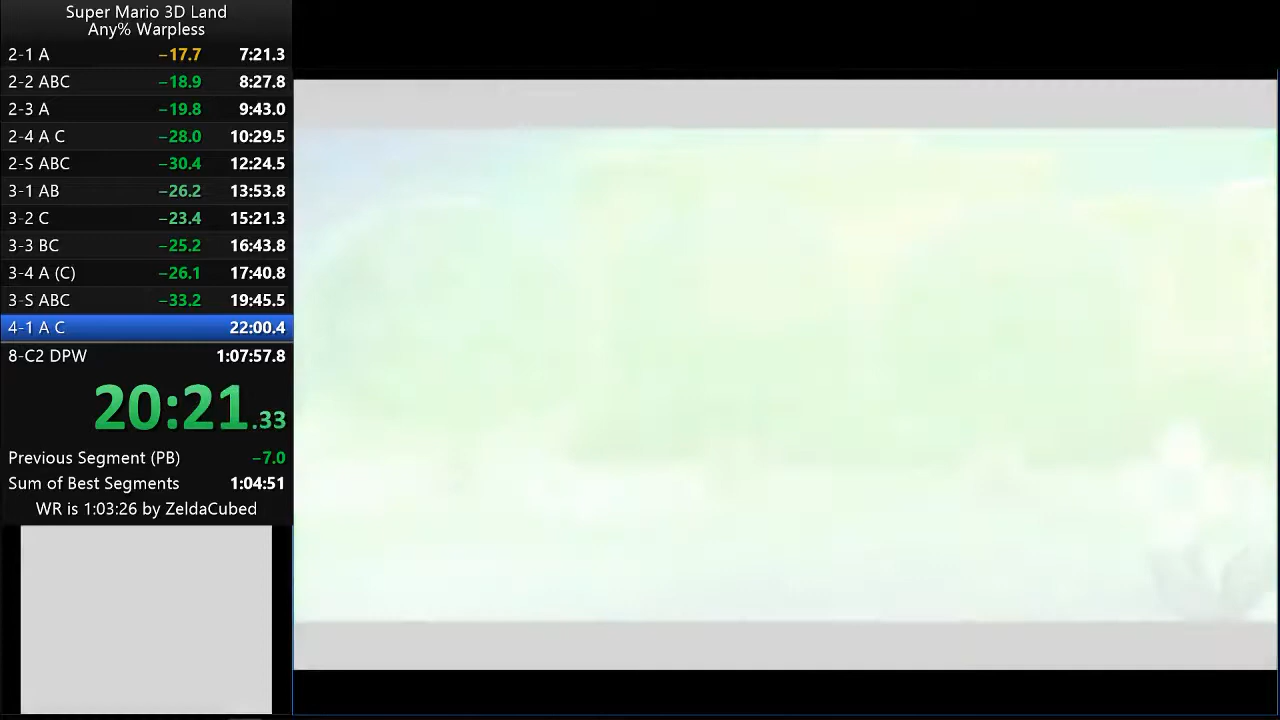 Super Mario 3D Land
Any% Warpless
2-1 A −17.7 7:21.3
2-2 ABC −18.9 8:27.8
2-3 A −19.8 9:43.0
2-4 A C −28.0 10:29.5
2-S ABC −30.4 12:24.5
3-1 AB −26.2 13:53.8
3-2 C −23.4 15:21.3
3-3 BC −25.2 16:43.8
3-4 A (C) −26.1 17:40.8
3-S ABC −33.2 19:45.5
4-1 A C 22:00.4
8-C2 DPW 1:07:57.8
20:21.33
Previous Segment (PB) −7.0
Sum of Best Segments 1:04:51
WR is 1:03:26 by ZeldaCubed